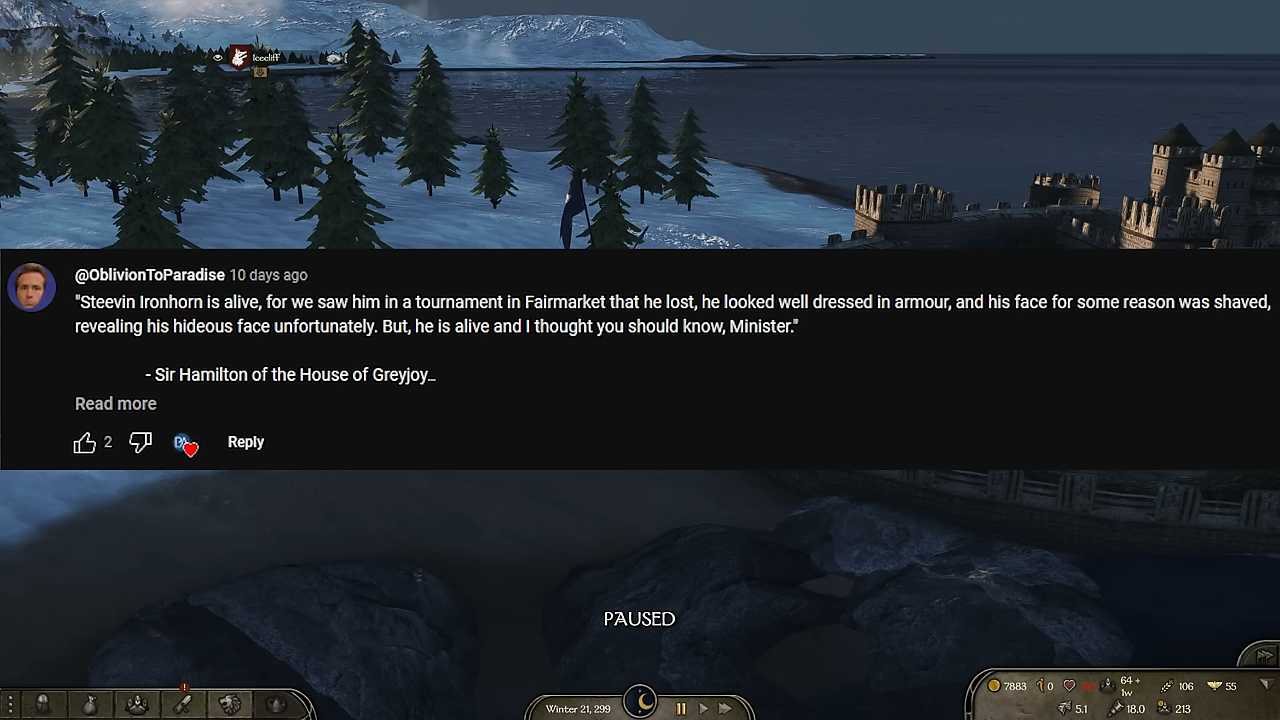 Icecliff
@OblivionToParadise 10 days ago
"Steevin Ironhorn is alive, for we saw him in a tournament in Fairmarket that he lost, he looked well dressed in armour, and his face for some reason was shaved,
revealing his hideous face unfortunately. But, he is alive and I thought you should know, Minister."
- Sir Hamilton of the House of Greyjoy...
Read more
2
Reply
PAUSED
Winter 21, 299
7883
0
64 +
1w
106
55
5.1
18.0
213